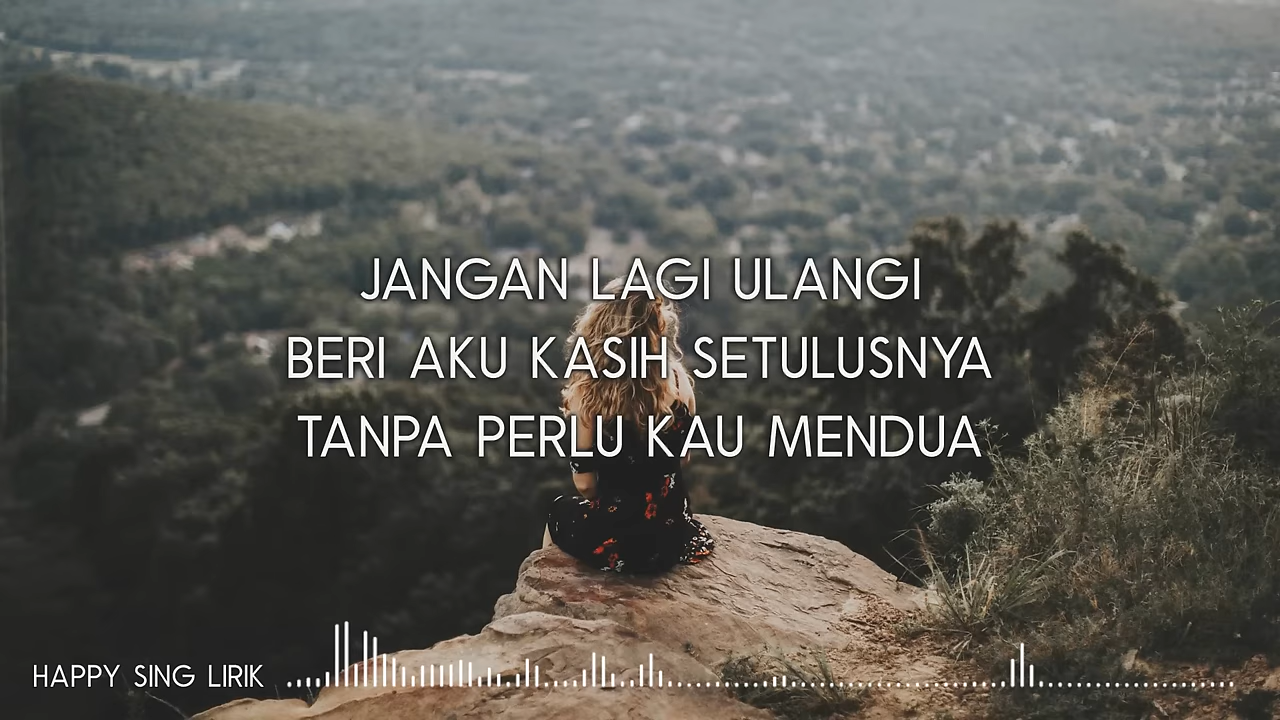 JANGAN LAGI ULANGI
BERI AKU KASIH SETULUSNYA
TANPA PERLU KAU MENDUA
HAPPY SING LIRIK